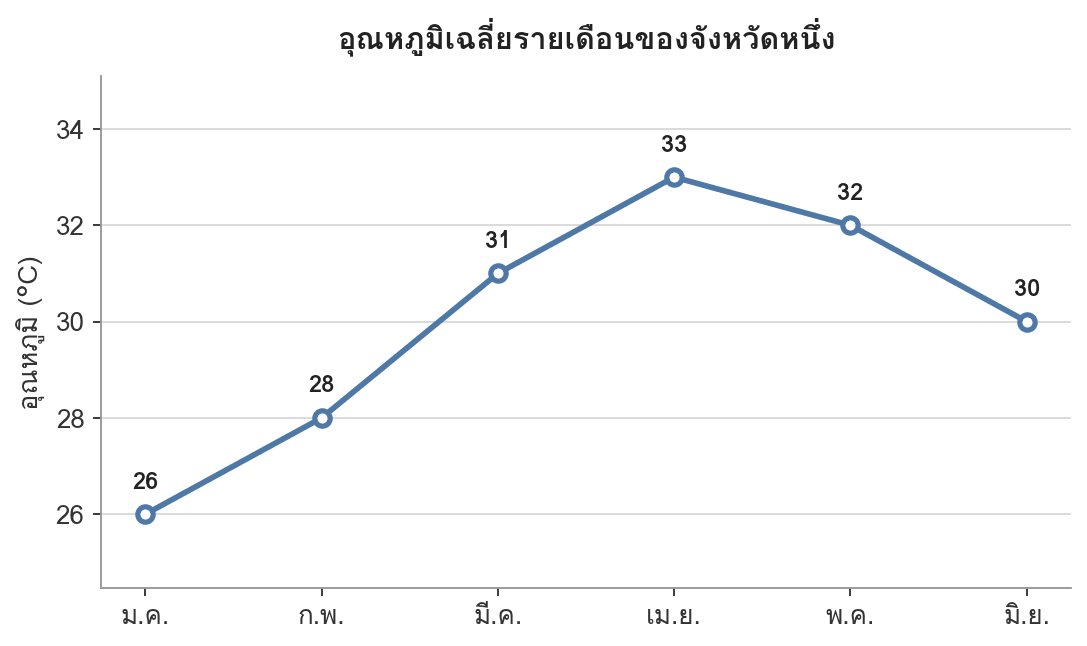 อุณหภูมิเฉลี่ยรายเดือนของจังหวัดหนึ่ง
อุณหภูมิ (°C)
34
32
30
28
26
26
28
31
33
32
30
ม.ค.
ก.พ.
มี.ค.
เม.ย.
พ.ค.
มิ.ย.